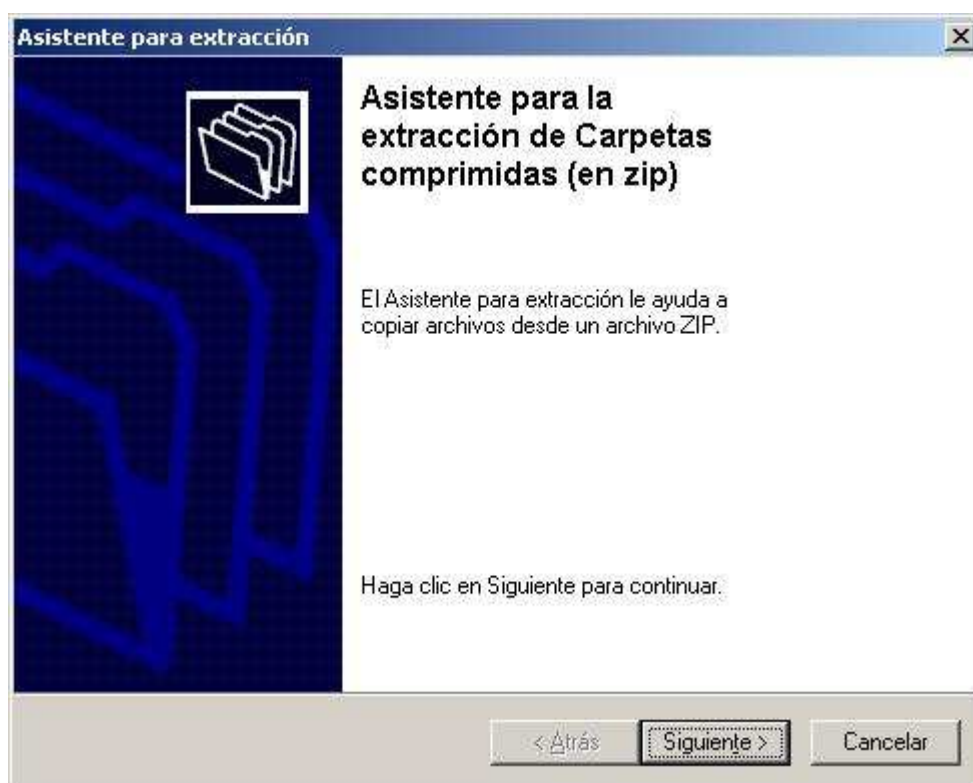 Asistente para extracción
Asistente para la
extracción de Carpetas
comprimidas (en zip)
El Asistente para extracción le ayuda a
copiar archivos desde un archivo ZIP.
Haga clic en Siguiente para continuar.
< Atrás
Siguiente >
Cancelar